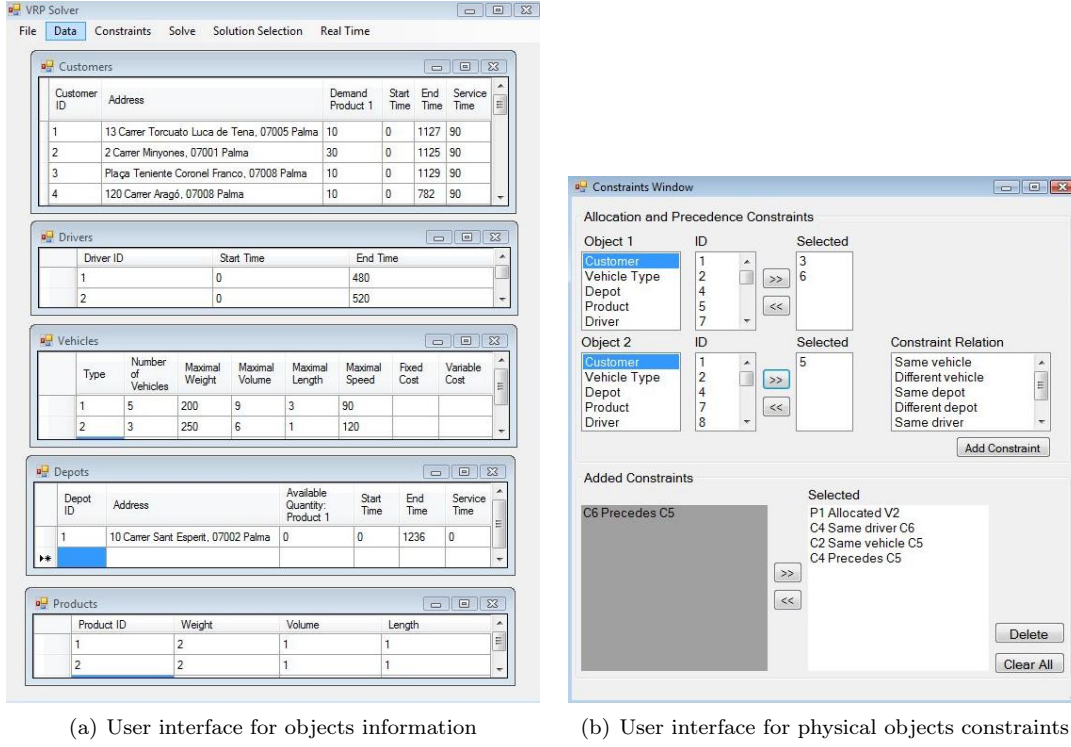 VRP Solver
File Data Constraints Solve Solution Selection Real Time
Customers
Customer ID Address Demand Product 1 Start Time End Time Service Time
1 13 Carrer Torcuato Luca de Tena, 07005 Palma 10 0 1127 90
2 2 Carrer Minyones, 07001 Palma 30 0 1125 90
3 Plaça Teniente Coronel Franco, 07008 Palma 10 0 1129 90
4 120 Carrer Aragó, 07008 Palma 10 0 782 90
Drivers
Driver ID Start Time End Time
1 0 480
2 0 520
Vehicles
Type Number of Vehicles Maximal Weight Maximal Volume Maximal Length Maximal Speed Fixed Cost Variable Cost
1 5 200 9 3 90
2 3 250 6 1 120
Depots
Depot ID Address Available Quantity: Product 1 Start Time End Time Service Time
1 10 Carrer Sant Esperit, 07002 Palma 0 0 1236 0
Products
Product ID Weight Volume Length
1 2 1 1
2 2 1 1
(a) User interface for objects information
Constraints Window
Allocation and Precedence Constraints
Object 1 ID Selected
Customer 1 3
Vehicle Type 2 6
>>
Depot 4
Product 5
<<
Driver 7
Object 2 ID Selected Constraint Relation
Customer 1 5 Same vehicle
Vehicle Type 2 Different vehicle
>>
Depot 4 Same depot
Product 7 Different depot
<<
Driver 8 Same driver
Add Constraint
Added Constraints
Selected
C6 Precedes C5 P1 Allocated V2
C4 Same driver C6
C2 Same vehicle C5
C4 Precedes C5
>>
<<
Delete
Clear All
(b) User interface for physical objects constraints